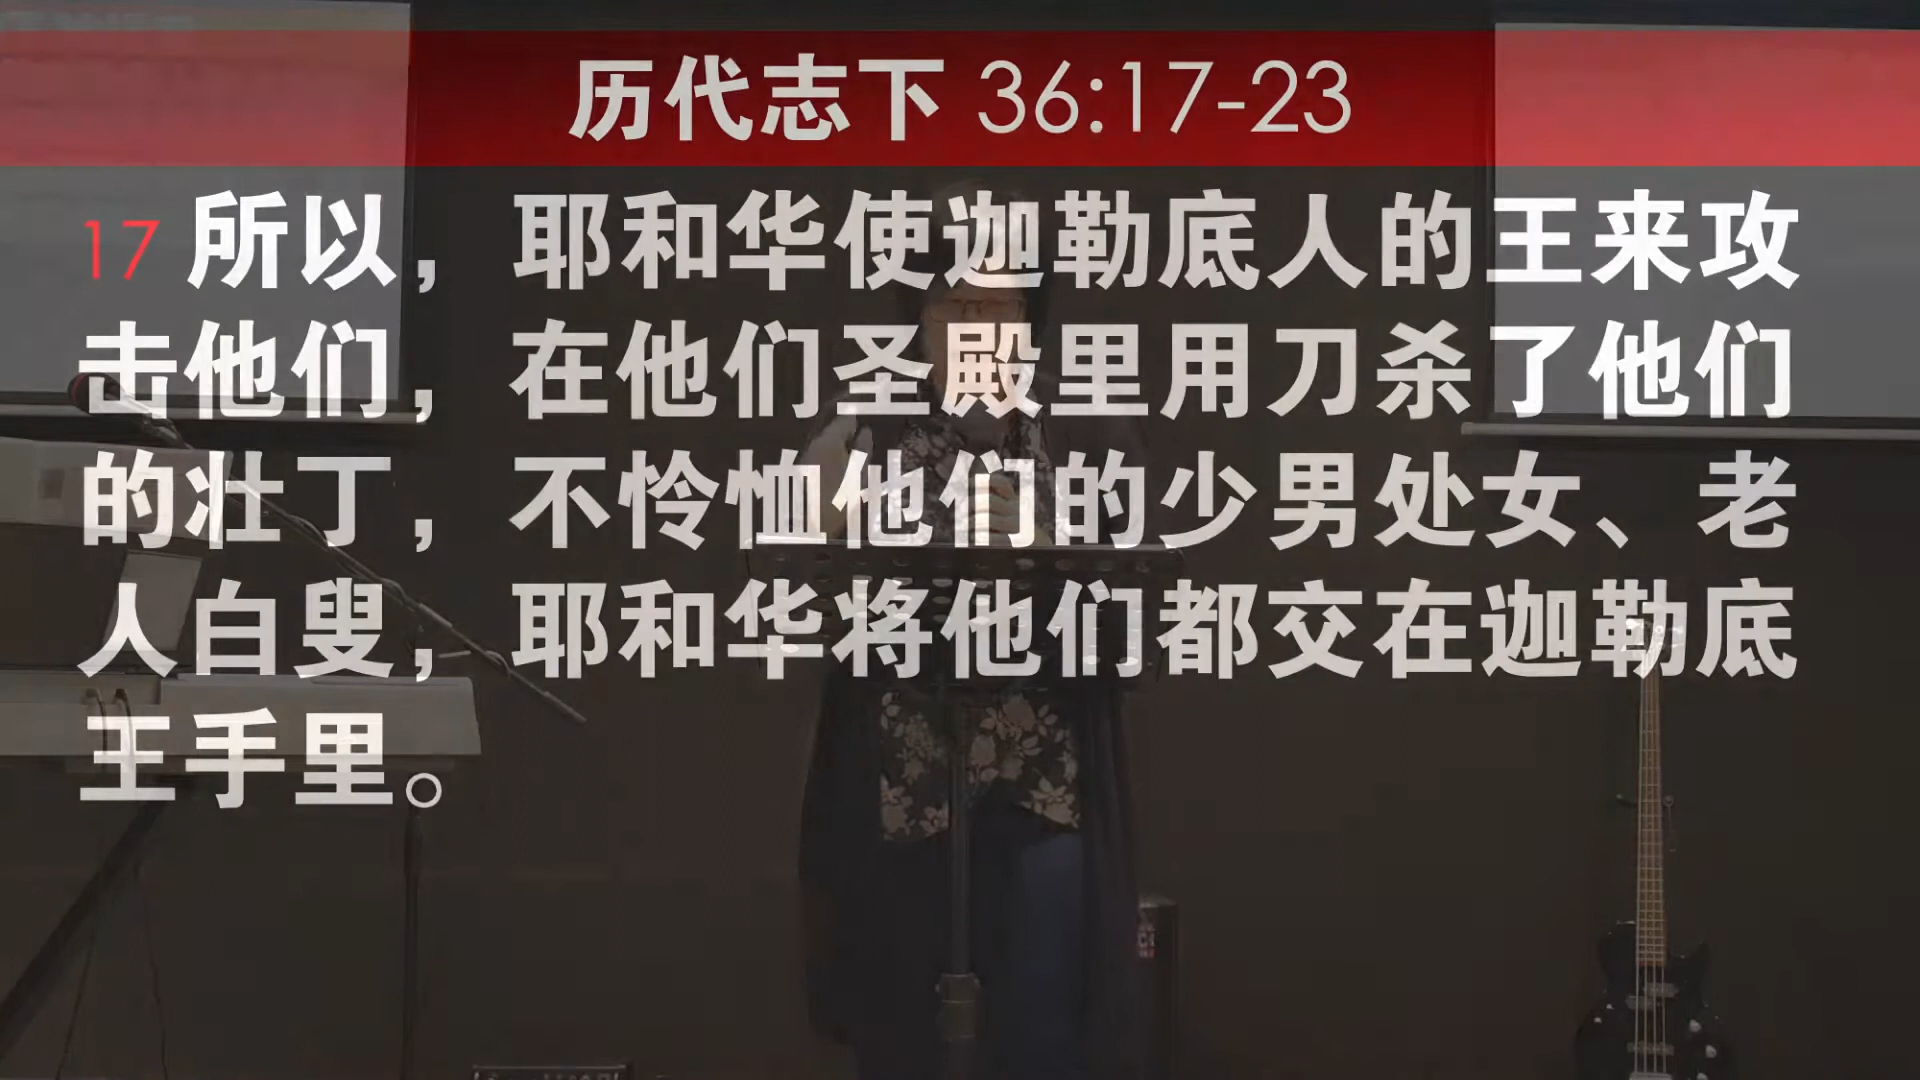 历代志下 36:17-23
17 所以，耶和华使迦勒底人的王来攻
击他们，在他们圣殿里用刀杀了他们
的壮丁，不怜恤他们的少男处女、老
人白叟，耶和华将他们都交在迦勒底
王手里。